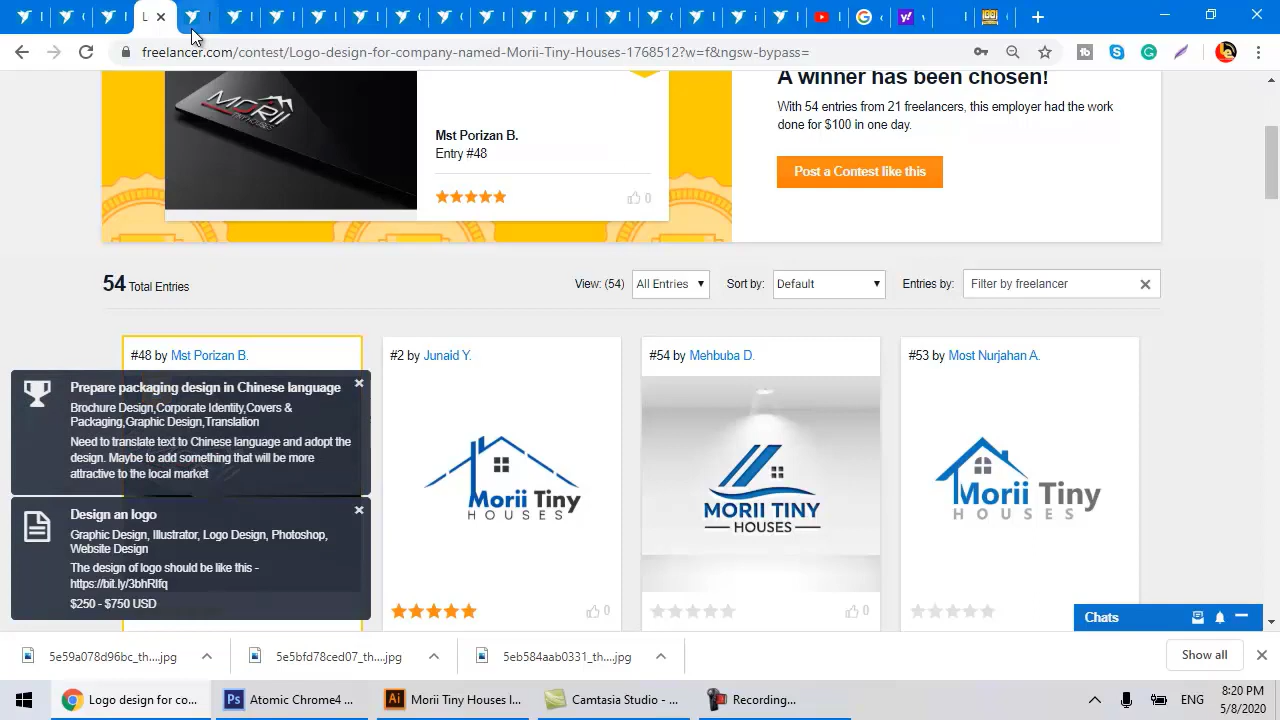 L
freelancer.com/contest/Logo-design-for-company-named-Morii-Tiny-Houses-1768512?w=f&ngsw-bypass=
MORII
Mst Porizan B.
Entry #48
0
A winner has been chosen!
With 54 entries from 21 freelancers, this employer had the work
done for $100 in one day.
Post a Contest like this
54 Total Entries
View: (54)
All Entries
Sort by:
Default
Entries by:
Filter by freelancer
#48 by Mst Porizan B.
#2 by Junaid Y.
#54 by Mehbuba D.
#53 by Most Nurjahan A.
Prepare packaging design in Chinese language
Brochure Design,Corporate Identity,Covers &
Packaging,Graphic Design,Translation
Need to translate text to Chinese language and adopt the
design. Maybe to add something that will be more
attractive to the local market
Design an logo
Graphic Design, Illustrator, Logo Design, Photoshop,
Website Design
The design of logo should be like this -
https://bit.ly/3bhRlfq
$250 - $750 USD
Morii Tiny
HOUSES
MORII TINY
HOUSES
Morii Tiny
HOUSES
0
0
Chats
5e59a078d96bc_th....jpg
5e5bfd78ced07_th....jpg
5eb584aab0331_th....jpg
Show all
Logo design for co...
Atomic Chrome4 ...
Morii Tiny Houses l...
Camtasia Studio - ...
Recording...
ENG
8:20 PM
5/8/2020